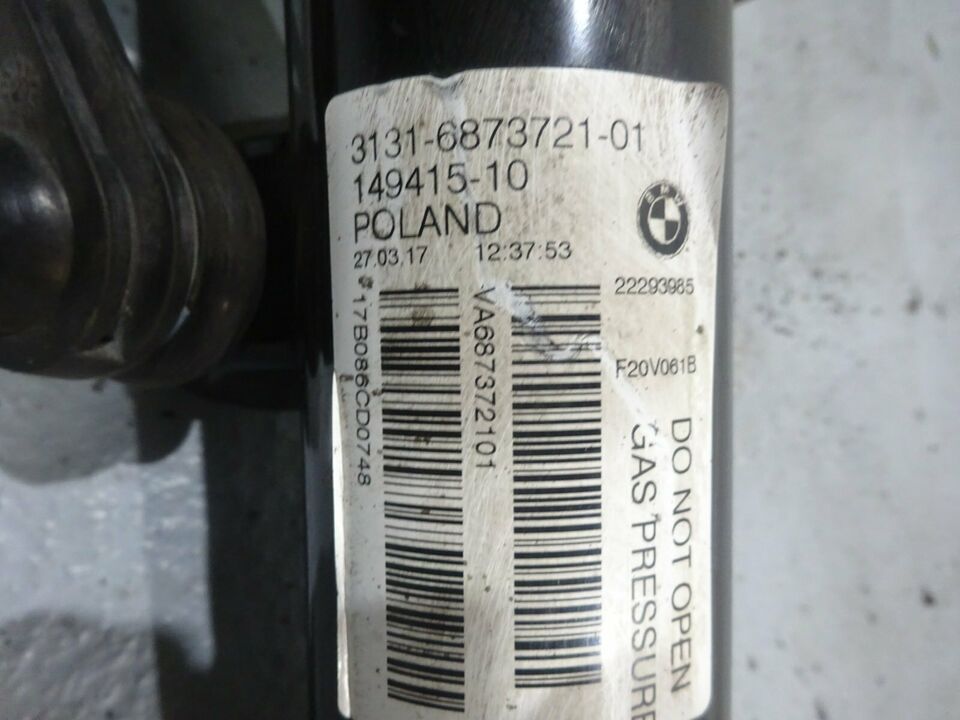 3131-6873721-01
149415-10
POLAND
27.03.17 12:37:53
BMW
22293985
F20V061B
17B086CD0748
VA687372101
DO NOT OPEN
GAS PRESSURE